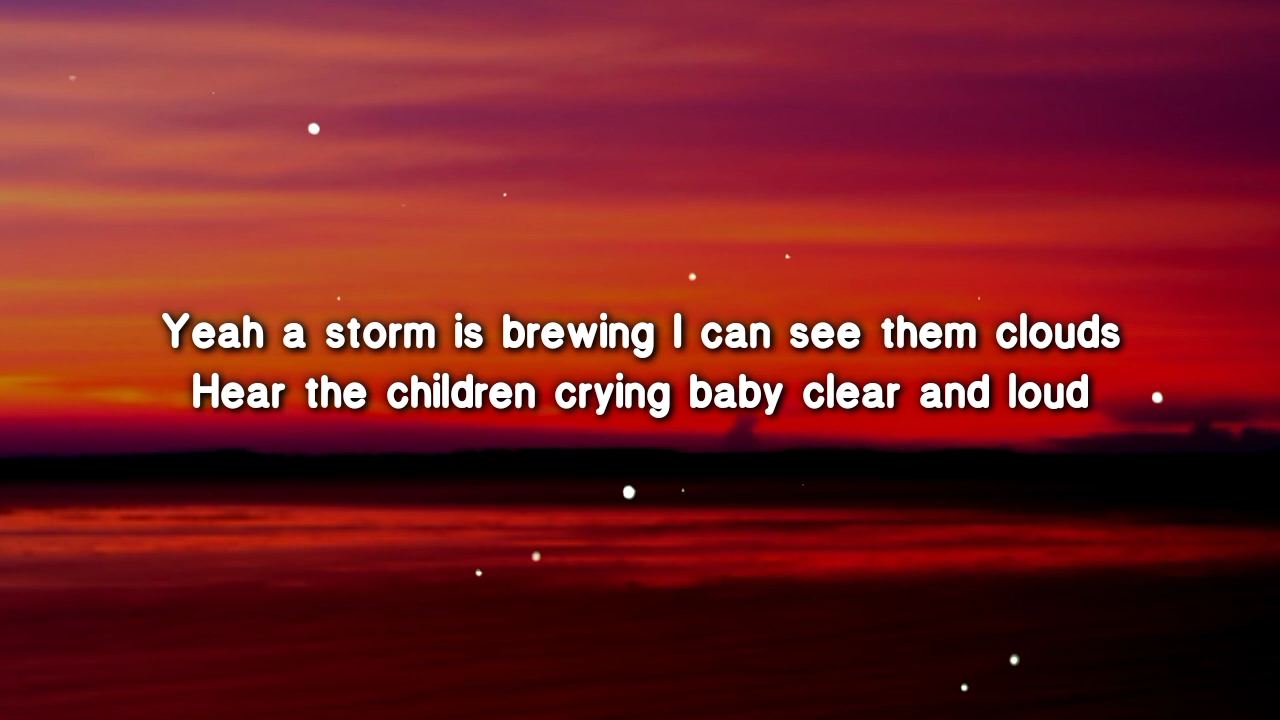 Yeah a storm is brewing I can see them clouds
Hear the children crying baby clear and loud